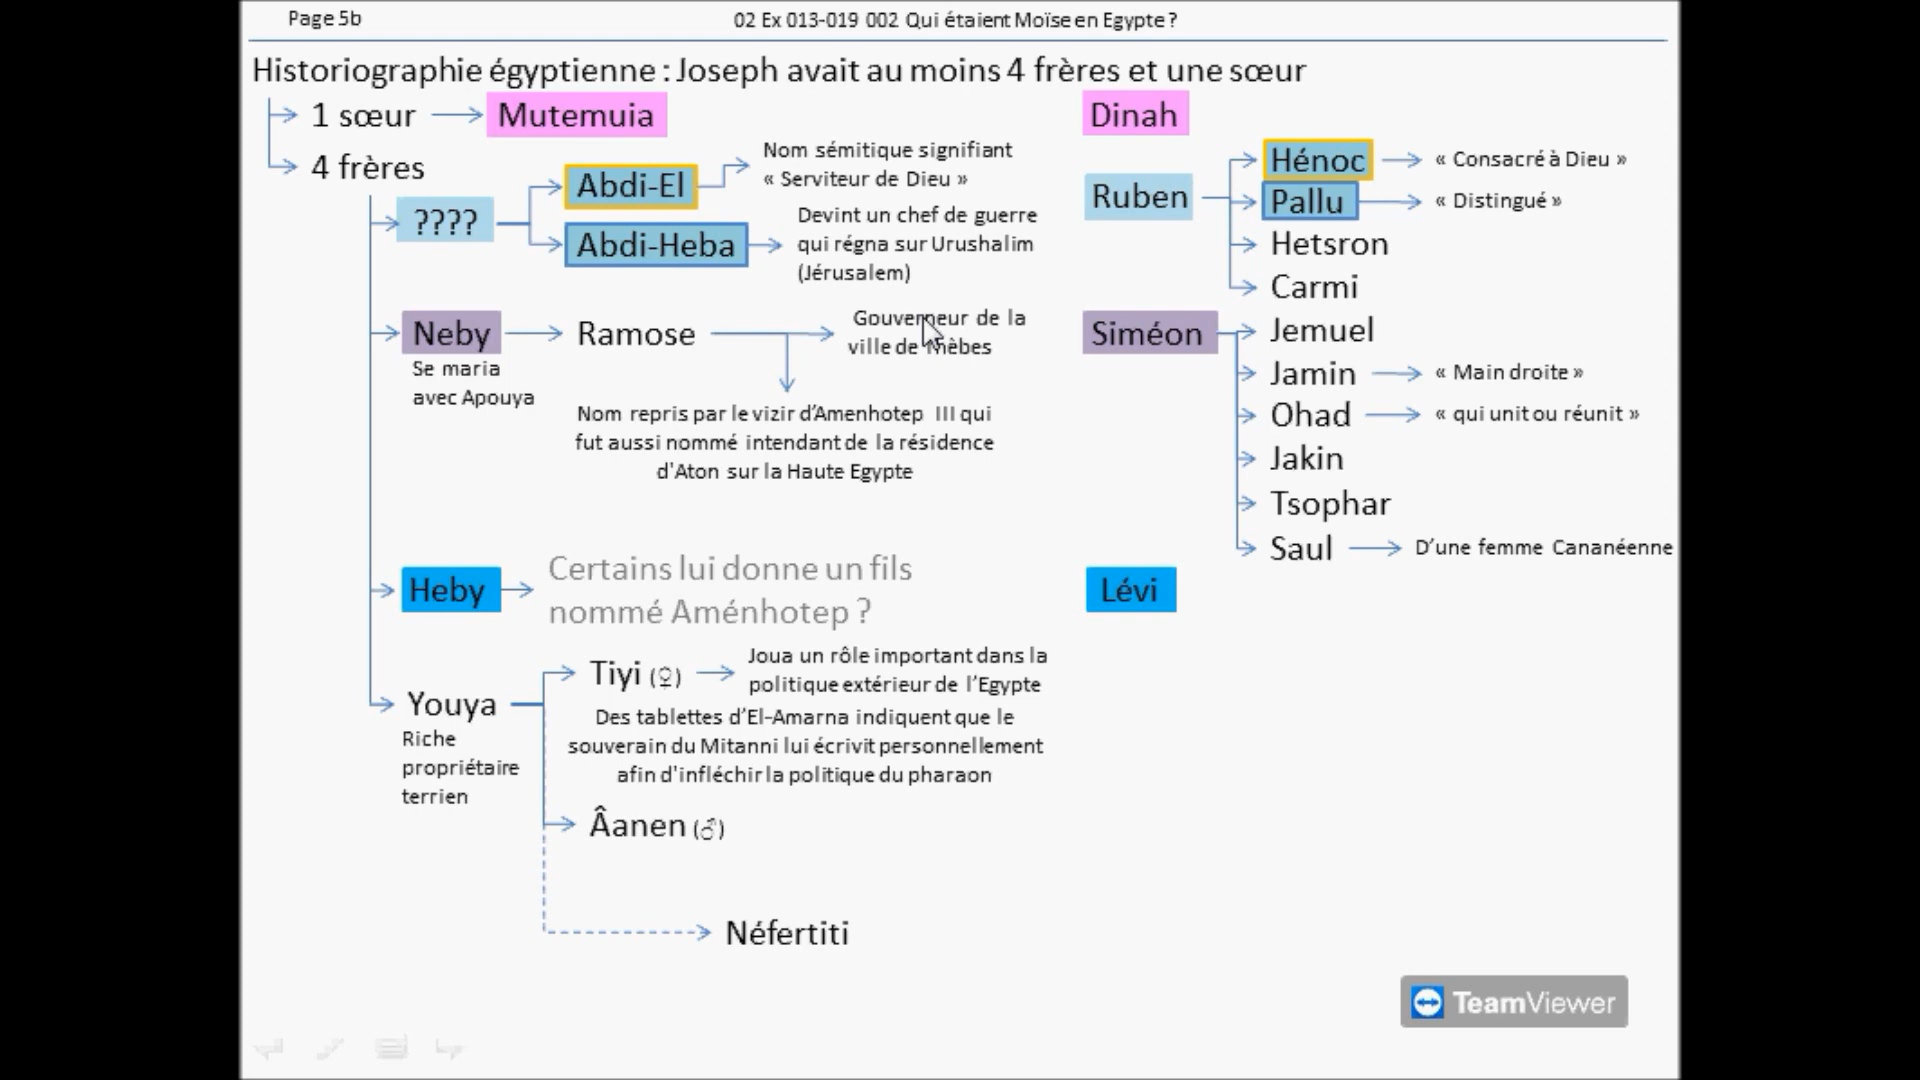 Page 5b
02 Ex 013-019 002 Qui étaient Moïse en Egypte ?
Historiographie égyptienne : Joseph avait au moins 4 frères et une sœur
1 sœur
Mutemuia
4 frères
????
Abdi-El
Nom sémitique signifiant
« Serviteur de Dieu »
Abdi-Heba
Devint un chef de guerre
qui régna sur Urushalim
(Jérusalem)
Neby
Se maria
avec Apouya
Ramose
Gouverneur de la
ville de Thèbes
Nom repris par le vizir d'Amenhotep III qui
fut aussi nommé intendant de la résidence
d'Aton sur la Haute Egypte
Heby
Certains lui donne un fils
nommé Aménhotep ?
Youya
Riche
propriétaire
terrien
Tiyi (♀)
Joua un rôle important dans la
politique extérieur de l'Egypte
Des tablettes d'El-Amarna indiquent que le
souverain du Mitanni lui écrivit personnellement
afin d'infléchir la politique du pharaon
Âanen (♂)
Néfertiti
Dinah
Ruben
Hénoc
« Consacré à Dieu »
Pallu
« Distingué »
Hetsron
Carmi
Siméon
Jemuel
Jamin
« Main droite »
Ohad
« qui unit ou réunit »
Jakin
Tsophar
Saul
D'une femme Cananéenne
Lévi
TeamViewer